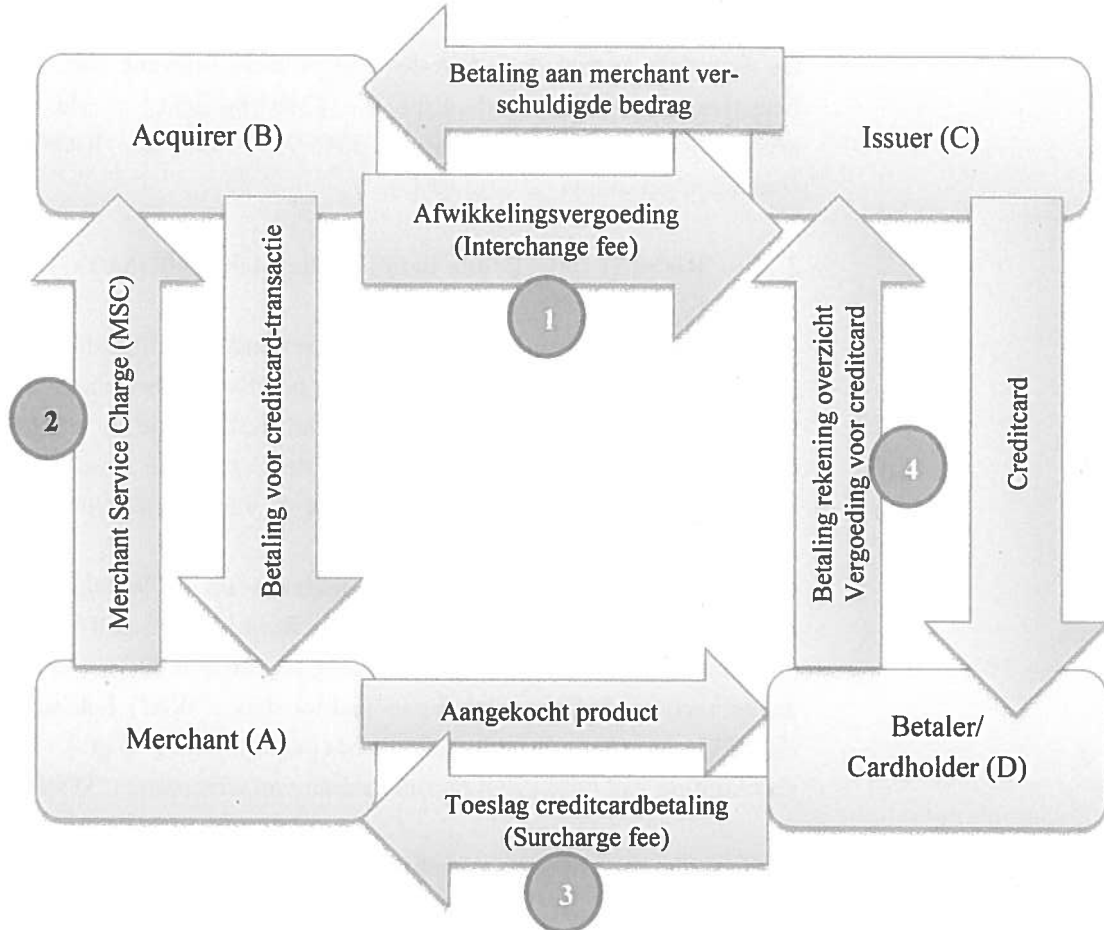 Betaling aan merchant ver-
schuldigde bedrag
Acquirer (B)
Issuer (C)
Afwikkelingsvergoeding
(Interchange fee)
1
2
Merchant Service Charge (MSC)
Betaling voor creditcard-transactie
Betaling rekening overzicht
Vergoeding voor creditcard
4
Creditcard
Merchant (A)
Aangekocht product
Betaler/
Cardholder (D)
Toeslag creditcardbetaling
(Surcharge fee)
3